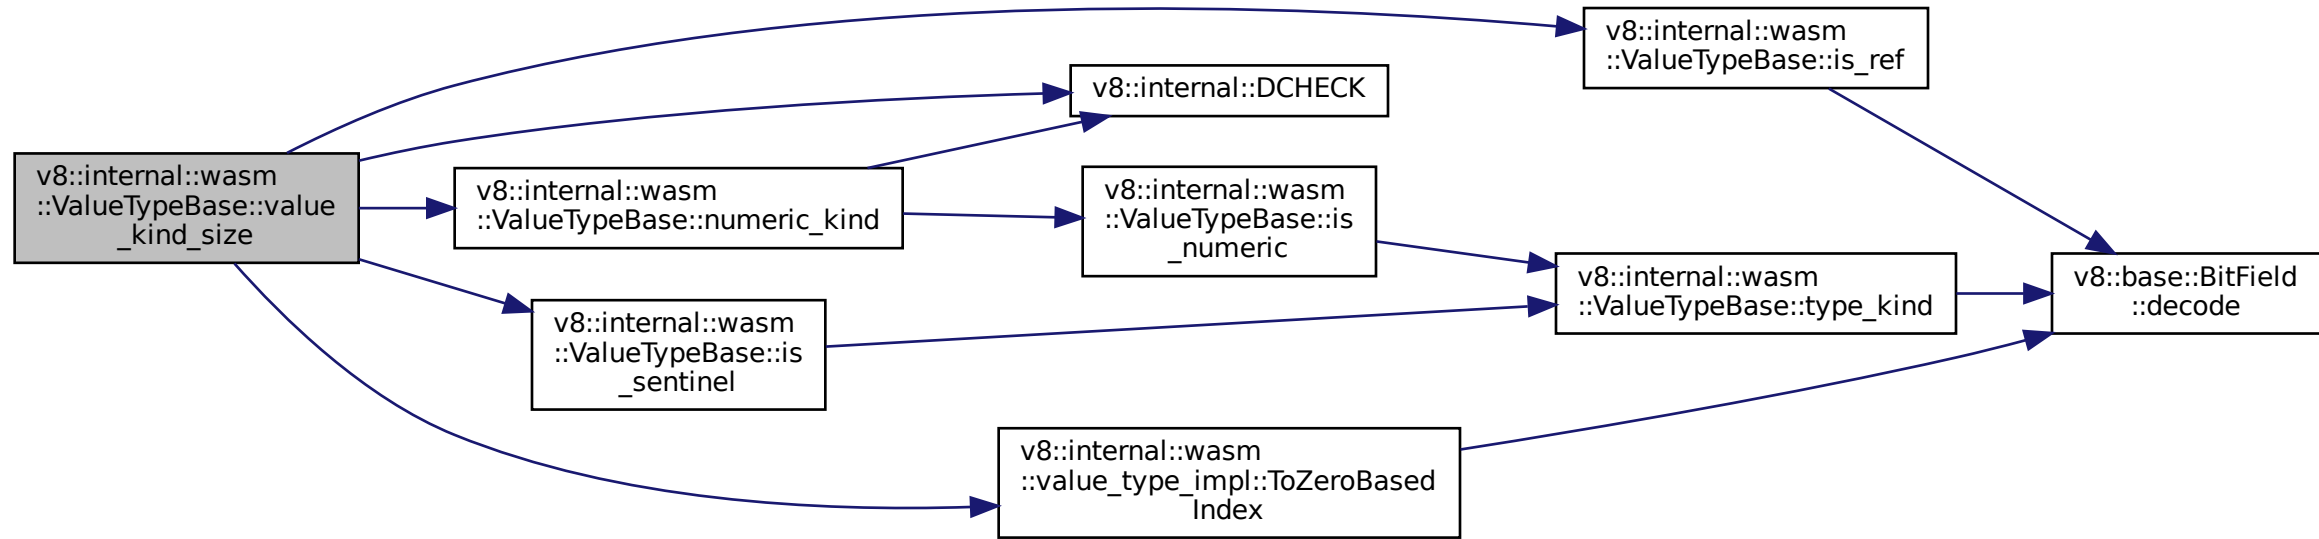 v8::internal::wasm
::ValueTypeBase::value
_kind_size
v8::internal::wasm
::ValueTypeBase::is_ref
v8::internal::DCHECK
v8::internal::wasm
::ValueTypeBase::numeric_kind
v8::internal::wasm
::ValueTypeBase::is
_numeric
v8::internal::wasm
::ValueTypeBase::type_kind
v8::base::BitField
::decode
v8::internal::wasm
::ValueTypeBase::is
_sentinel
v8::internal::wasm
::value_type_impl::ToZeroBased
Index